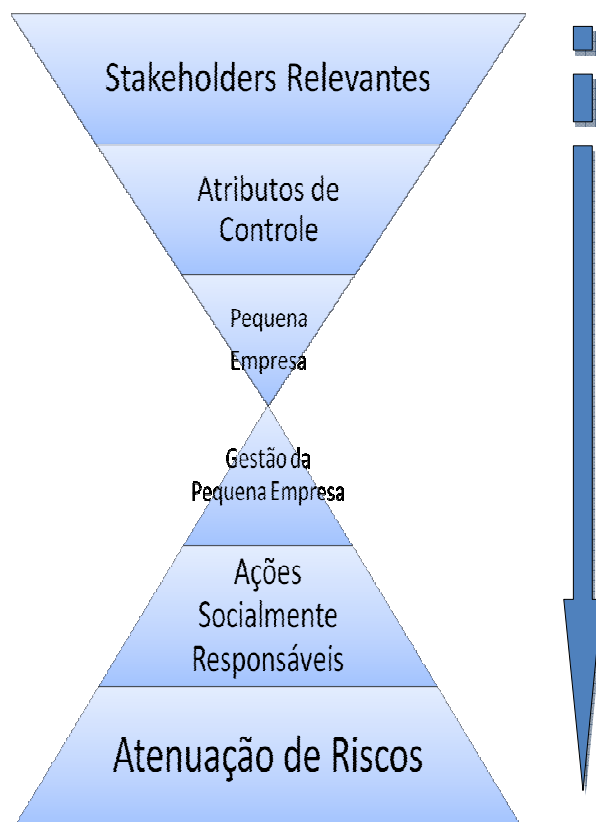 Stakeholders Relevantes
Atributos de
Controle
Pequena
Empresa
Gestão da
Pequena Empresa
Ações
Socialmente
Responsáveis
Atenuação de Riscos